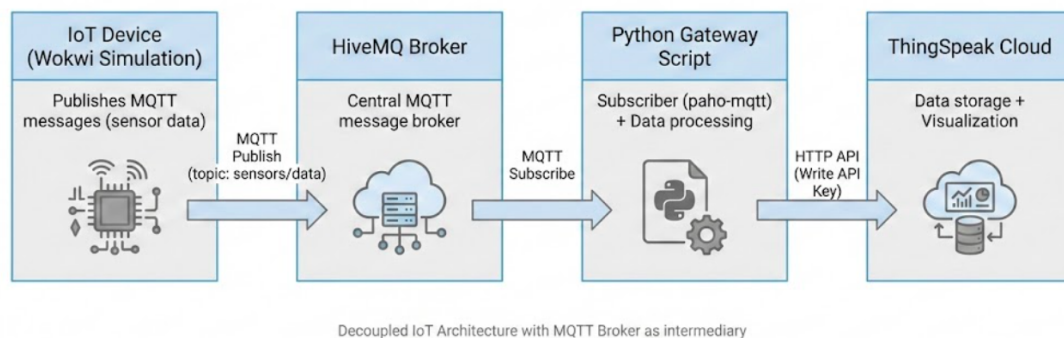 IoT Device
(Wokwi Simulation)
Publishes MQTT
messages (sensor data)
MQTT
Publish
(topic: sensors/data)
HiveMQ Broker
Central MQTT
message broker
MQTT
Subscribe
Python Gateway
Script
Subscriber (paho-mqtt)
+ Data processing
HTTP API
(Write API
Key)
ThingSpeak Cloud
Data storage +
Visualization
Decoupled IoT Architecture with MQTT Broker as intermediary